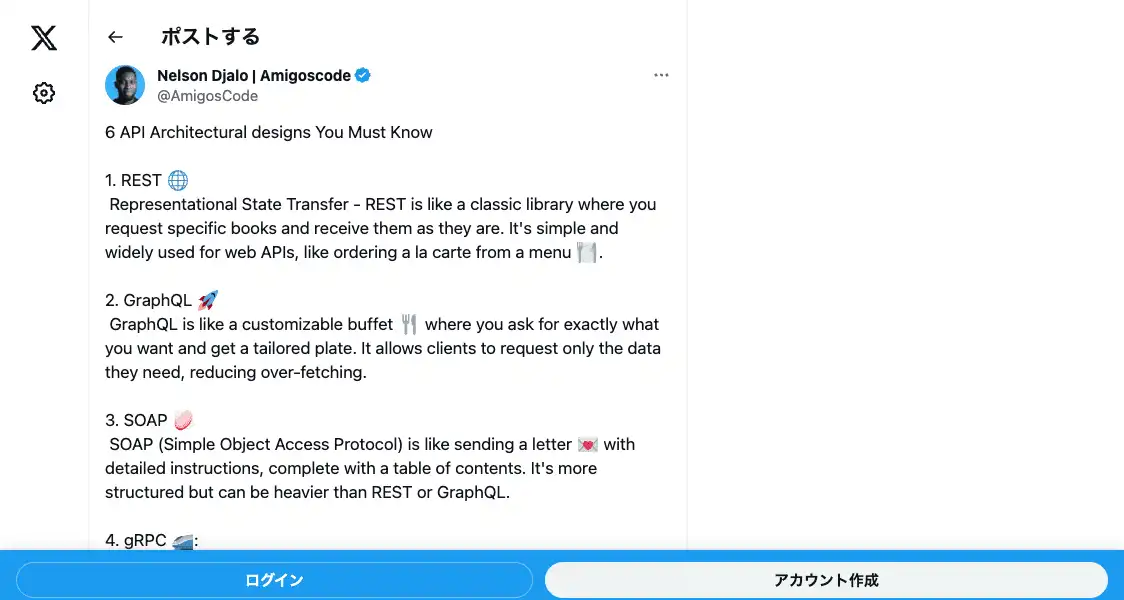 ポストする
Nelson Djalo | Amigoscode
@AmigosCode
6 API Architectural designs You Must Know
1. REST 🌐
Representational State Transfer - REST is like a classic library where you
request specific books and receive them as they are. It's simple and
widely used for web APIs, like ordering a la carte from a menu 🍽️.
2. GraphQL 🚀
GraphQL is like a customizable buffet 🍴 where you ask for exactly what
you want and get a tailored plate. It allows clients to request only the data
they need, reducing over-fetching.
3. SOAP 🧼
SOAP (Simple Object Access Protocol) is like sending a letter 💌 with
detailed instructions, complete with a table of contents. It's more
structured but can be heavier than REST or GraphQL.
4. gRPC 🚄:
ログイン
アカウント作成